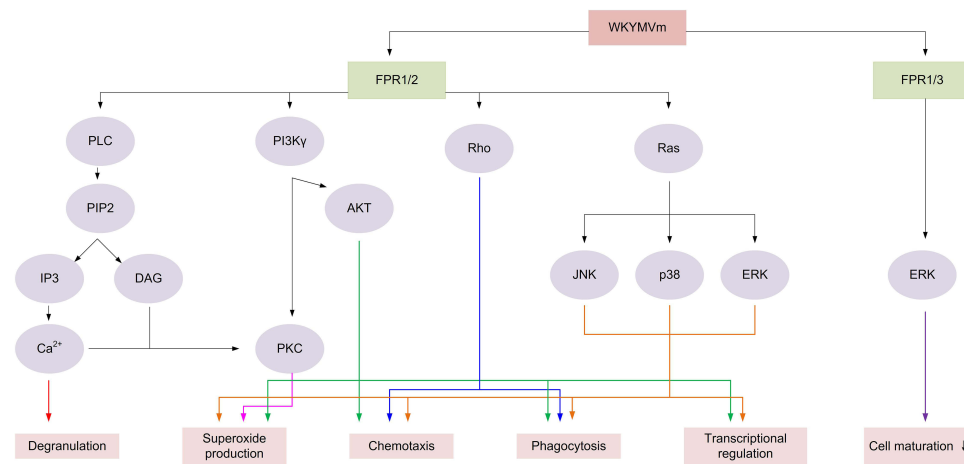 WKYMVm
FPR1/2
FPR1/3
PLC
PI3Kγ
Rho
Ras
PIP2
AKT
IP3
DAG
JNK
p38
ERK
ERK
Ca²⁺
PKC
Degranulation
Superoxide
production
Chemotaxis
Phagocytosis
Transcriptional
regulation
Cell maturation ↓